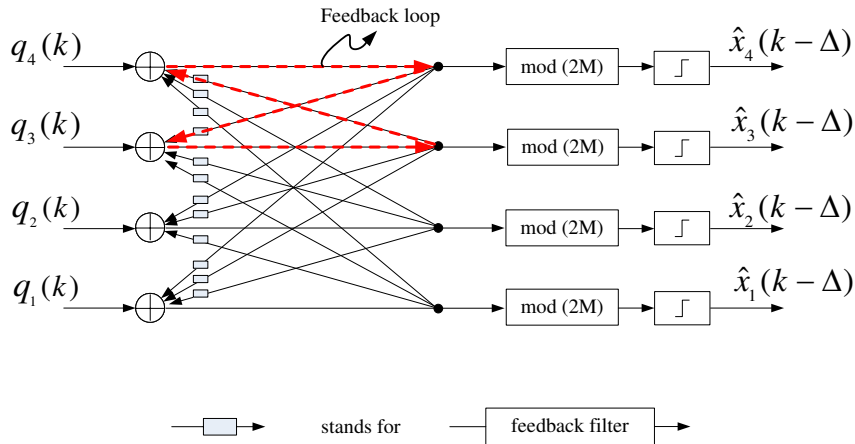 Feedback loop
q₄(k) mod (2M) x̂₄(k − Δ)
q₃(k) mod (2M) x̂₃(k − Δ)
q₂(k) mod (2M) x̂₂(k − Δ)
q₁(k) mod (2M) x̂₁(k − Δ)
stands for feedback filter